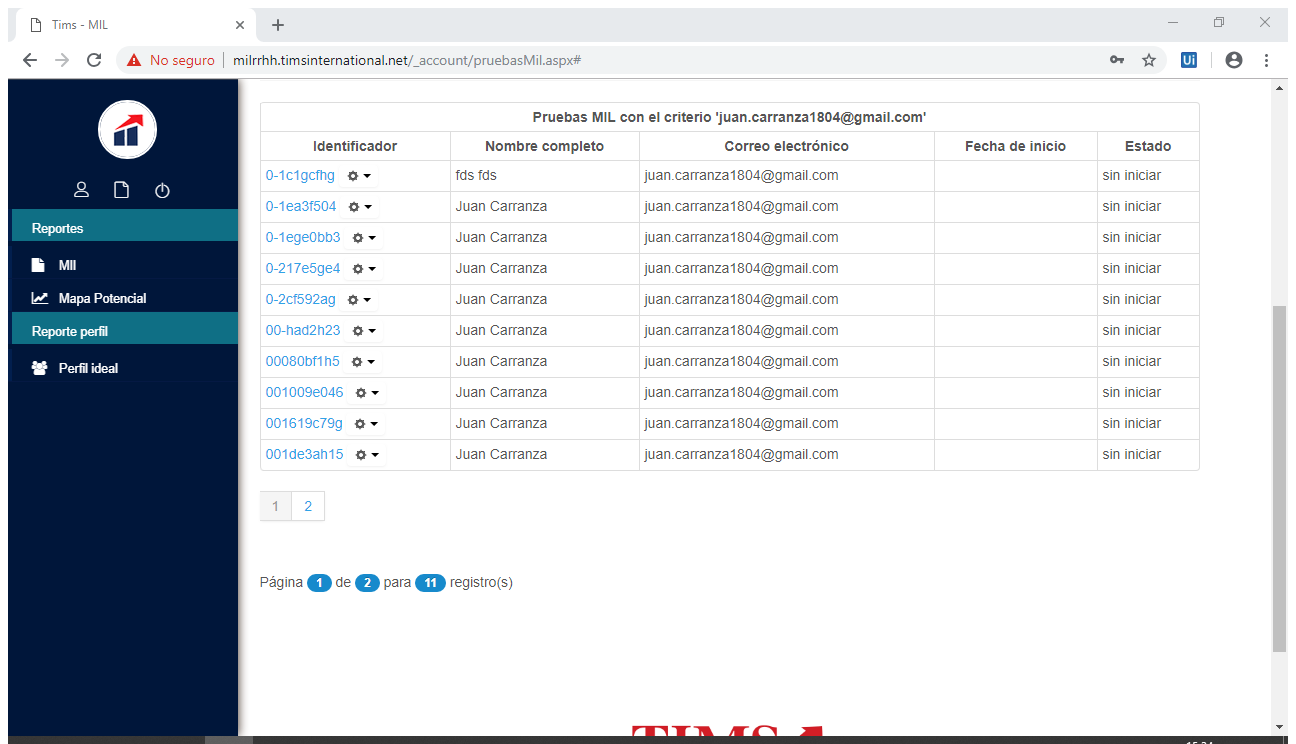 Tims - MIL
No seguro milrrhh.timsinternational.net/_account/pruebasMil.aspx#
Ui
Reportes
MIl
Mapa Potencial
Reporte perfil
Perfil ideal
Pruebas MIL con el criterio 'juan.carranza1804@gmail.com'
Identificador Nombre completo Correo electrónico Fecha de inicio Estado
0-1c1gcfhg fds fds juan.carranza1804@gmail.com sin iniciar
0-1ea3f504 Juan Carranza juan.carranza1804@gmail.com sin iniciar
0-1ege0bb3 Juan Carranza juan.carranza1804@gmail.com sin iniciar
0-217e5ge4 Juan Carranza juan.carranza1804@gmail.com sin iniciar
0-2cf592ag Juan Carranza juan.carranza1804@gmail.com sin iniciar
00-had2h23 Juan Carranza juan.carranza1804@gmail.com sin iniciar
00080bf1h5 Juan Carranza juan.carranza1804@gmail.com sin iniciar
001009e046 Juan Carranza juan.carranza1804@gmail.com sin iniciar
001619c79g Juan Carranza juan.carranza1804@gmail.com sin iniciar
001de3ah15 Juan Carranza juan.carranza1804@gmail.com sin iniciar
1 2
Página 1 de 2 para 11 registro(s)
TIMS